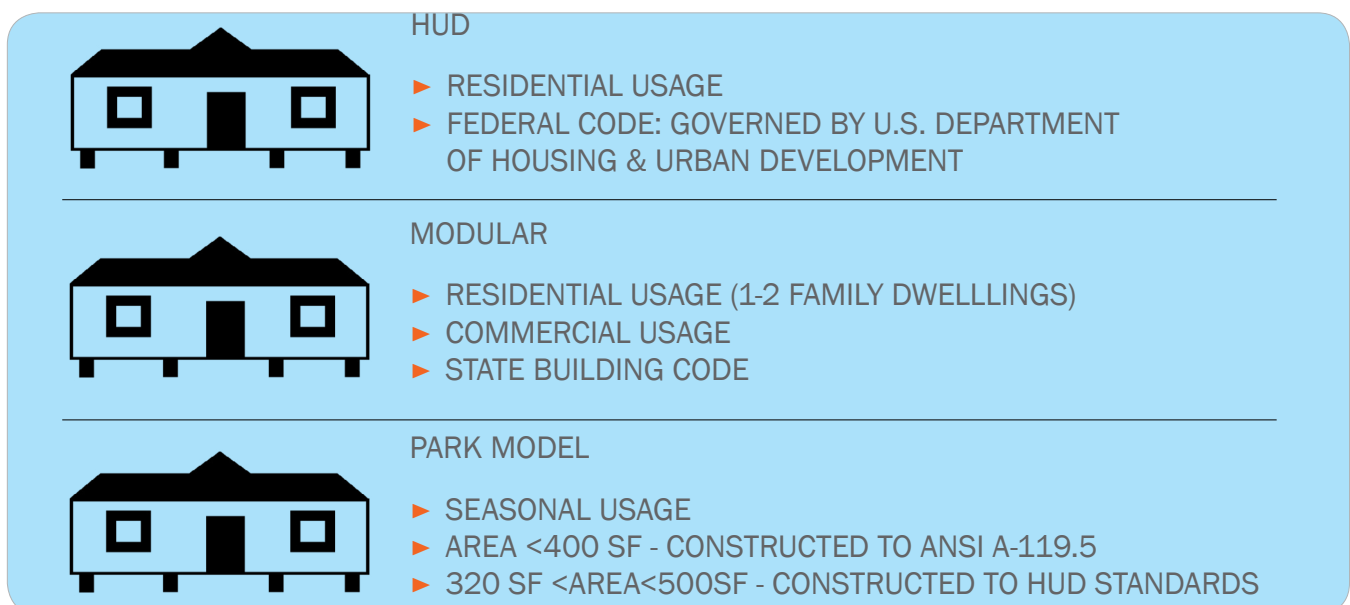 HUD
► RESIDENTIAL USAGE
► FEDERAL CODE: GOVERNED BY U.S. DEPARTMENT
OF HOUSING & URBAN DEVELOPMENT
MODULAR
► RESIDENTIAL USAGE (1-2 FAMILY DWELLLINGS)
► COMMERCIAL USAGE
► STATE BUILDING CODE
PARK MODEL
► SEASONAL USAGE
► AREA <400 SF - CONSTRUCTED TO ANSI A-119.5
► 320 SF <AREA<500SF - CONSTRUCTED TO HUD STANDARDS